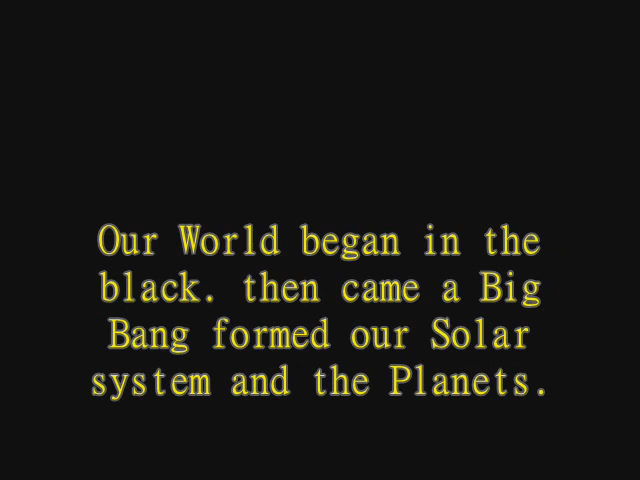 Our World began in the
black. then came a Big
Bang formed our Solar
system and the Planets.